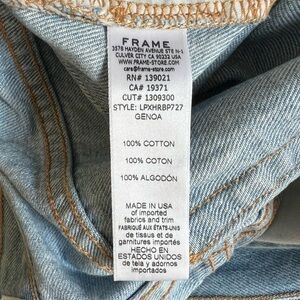 FRAME
3578 HAYDEN AVENUE STE N-1
CULVER CITY CA 90232 USA
WWW.FRAME-STORE.COM
care@frame-store.com
RN# 139021
CA# 19371
CUT# 1309300
STYLE: LPXHRBP727
GENOA
100% COTTON
100% COTON
100% ALGODÓN
MADE IN USA
of imported
fabrics and trim
FABRIQUÉ AUX ÉTATS-UNIS
de tissus et de
garnitures importés
HECHO EN
ESTADOS UNIDOS
de tela y adornos
importados